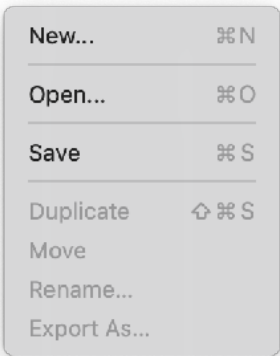 New... ⌘N
Open... ⌘O
Save ⌘S
Duplicate ⇧⌘S
Move
Rename...
Export As...